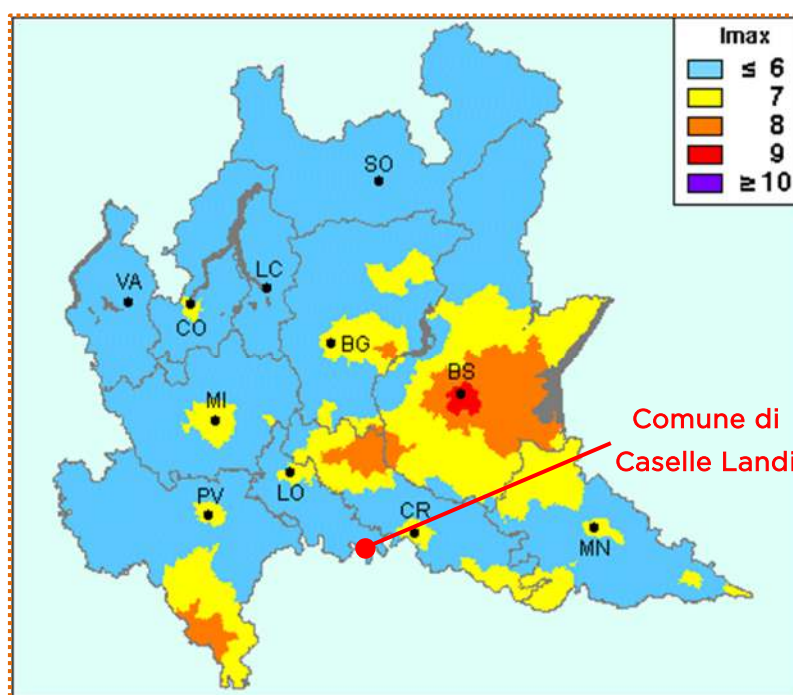 Imax
≤ 6
7
8
9
≥ 10
SO
VA
LC
CO
BG
BS
MI
Comune di
Caselle Landi
LO
PV
CR
MN